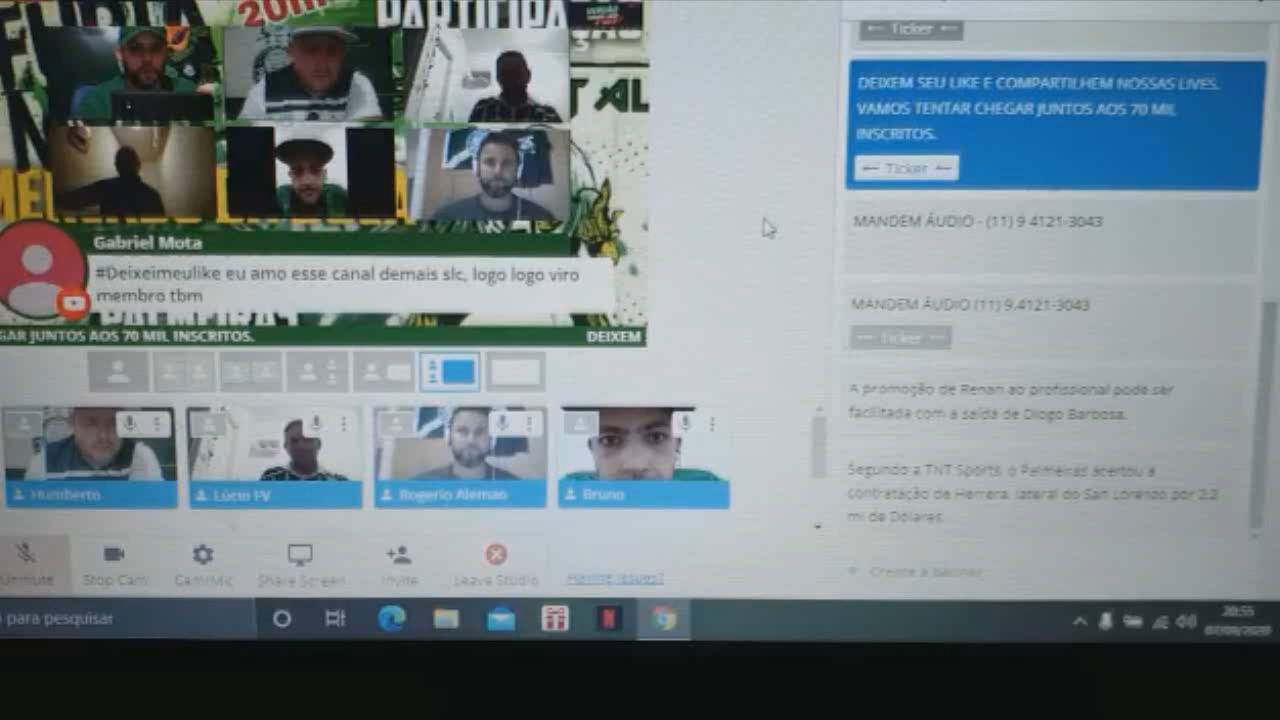 20h
PARTICIPA
Gabriel Mota
#Deixeimeulike eu amo esse canal demais slc, logo logo viro
membro tbm
GAR JUNTOS AOS 70 MIL INSCRITOS.
DEIXEM
Humberto
Lúcio FV
Rogerio Alemao
Bruno
Unmute
Stop Cam
Cam/Mic
Share Screen
Invite
Leave Studio
Having issues?
Ticker
DEIXEM SEU LIKE E COMPARTILHEM NOSSAS LIVES.
VAMOS TENTAR CHEGAR JUNTOS AOS 70 MIL
INSCRITOS.
Ticker
MANDEM ÁUDIO - (11) 9 4121-3043
MANDEM ÁUDIO (11) 9.4121-3043
Ticker
A promoção de Renan ao profissional pode ser
facilitada com a saída de Diogo Barbosa.
Segundo a TNT Sports, o Palmeiras acertou a
contratação de Herrera, lateral do San Lorenzo por 2.2
mi de Dólares.
Create a banner
para pesquisar
20:55